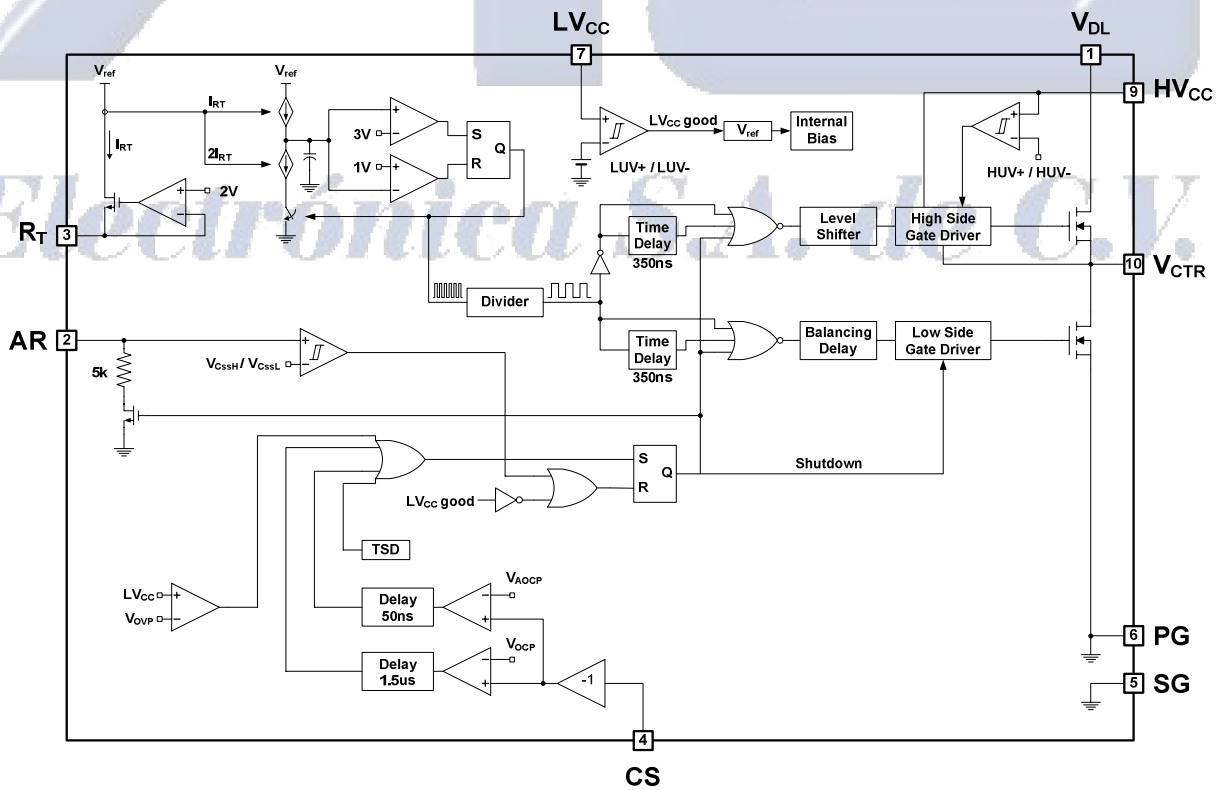 LVCC
VDL
7
1
Vref
Vref
9 HVCC
IRT
3V
S
Q
R
LVCC good
Vref
Internal
Bias
IRT
2IRT
1V
LUV+ / LUV-
HUV+ / HUV-
2V
Electrónica S.A. de C.V.
RT 3
Time
Delay
350ns
Level
Shifter
High Side
Gate Driver
10 VCTR
Divider
AR 2
Time
Delay
350ns
Balancing
Delay
Low Side
Gate Driver
VCssH / VCssL
5k
S
Q
R
Shutdown
LVCC good
TSD
LVCC
VOVP
Delay
50ns
VAOCP
Delay
1.5us
VOCP
-1
6 PG
5 SG
4
CS
+
−
+
−
+
−
+
−
+
−
+
−
+
−
+
−
−
+
−
+